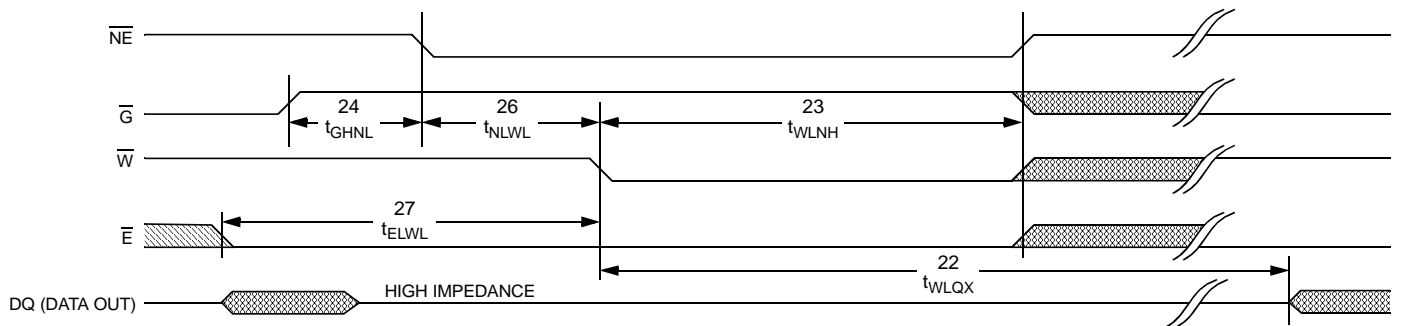 NE
G
24
tGHNL
26
tNLWL
23
tWLNH
W
27
tELWL
E
22
tWLQX
DQ (DATA OUT)
HIGH IMPEDANCE